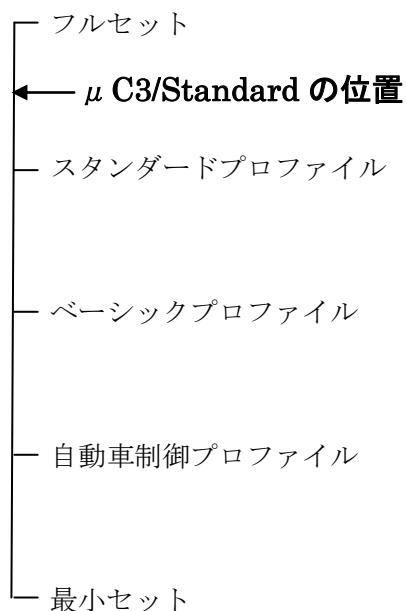 フルセット
μ C3/Standard の位置
スタンダードプロファイル
ベーシックプロファイル
自動車制御プロファイル
最小セット